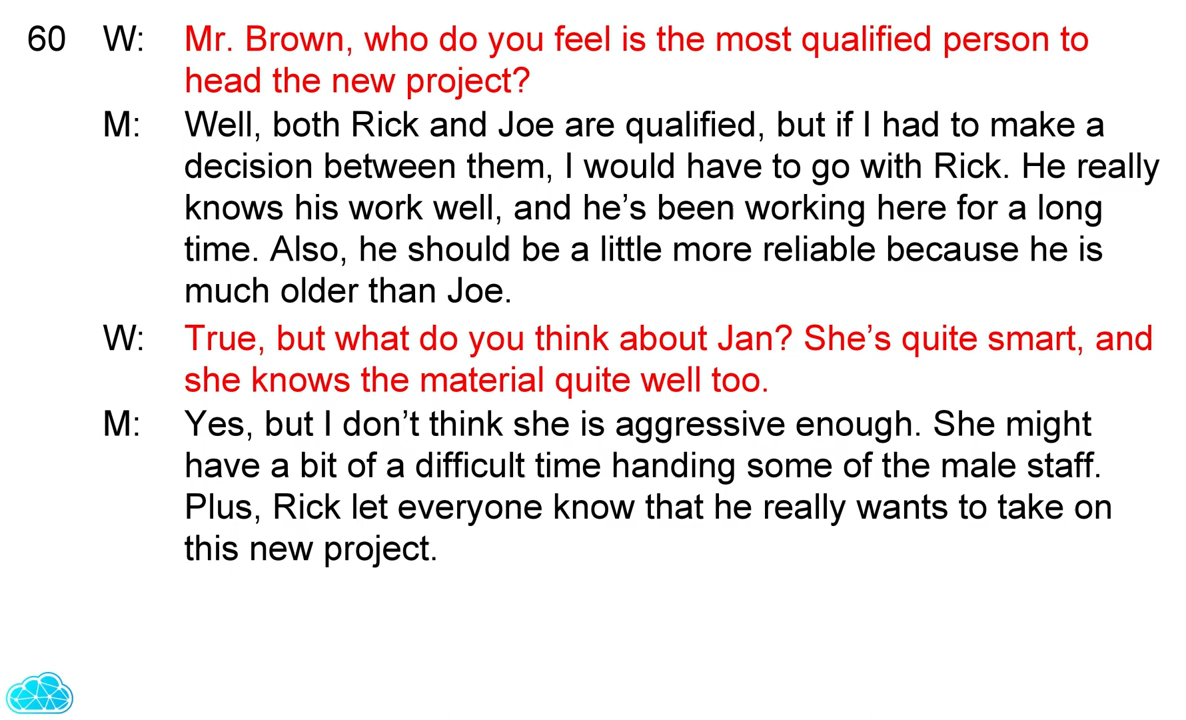 60 W: Mr. Brown, who do you feel is the most qualified person to
head the new project?
M: Well, both Rick and Joe are qualified, but if I had to make a
decision between them, I would have to go with Rick. He really
knows his work well, and he's been working here for a long
time. Also, he should be a little more reliable because he is
much older than Joe.
W: True, but what do you think about Jan? She's quite smart, and
she knows the material quite well too.
M: Yes, but I don't think she is aggressive enough. She might
have a bit of a difficult time handing some of the male staff.
Plus, Rick let everyone know that he really wants to take on
this new project.